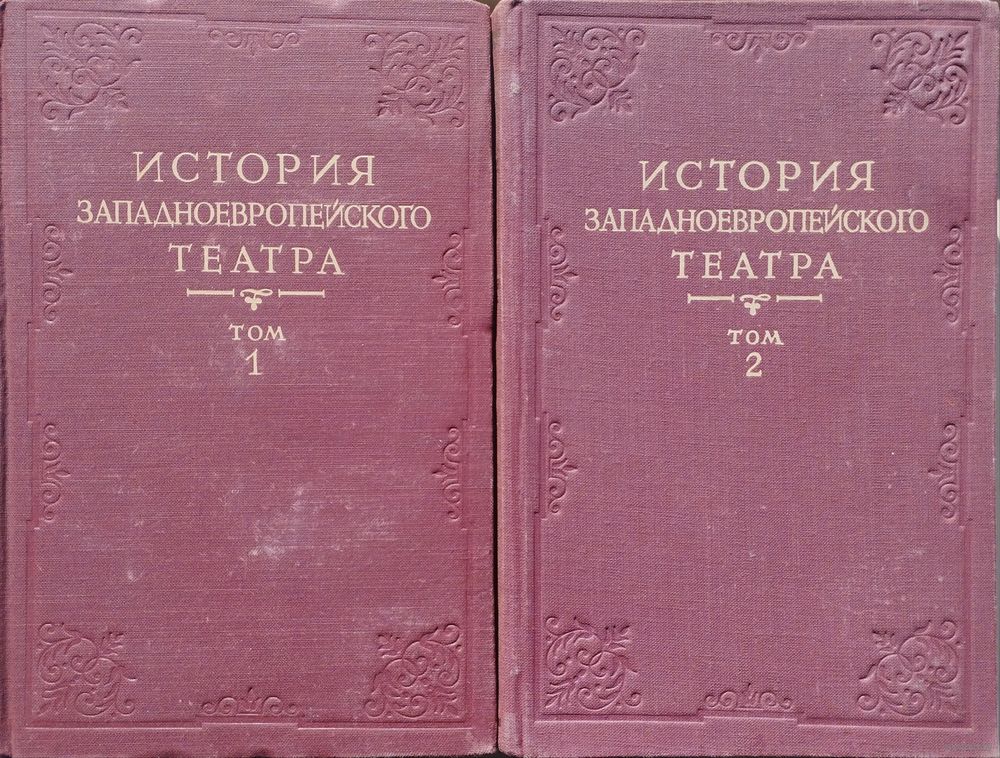 ИСТОРИЯ
ЗАПАДНОЕВРОПЕЙСКОГО
ТЕАТРА
ТОМ
1
ИСТОРИЯ
ЗАПАДНОЕВРОПЕЙСКОГО
ТЕАТРА
ТОМ
2